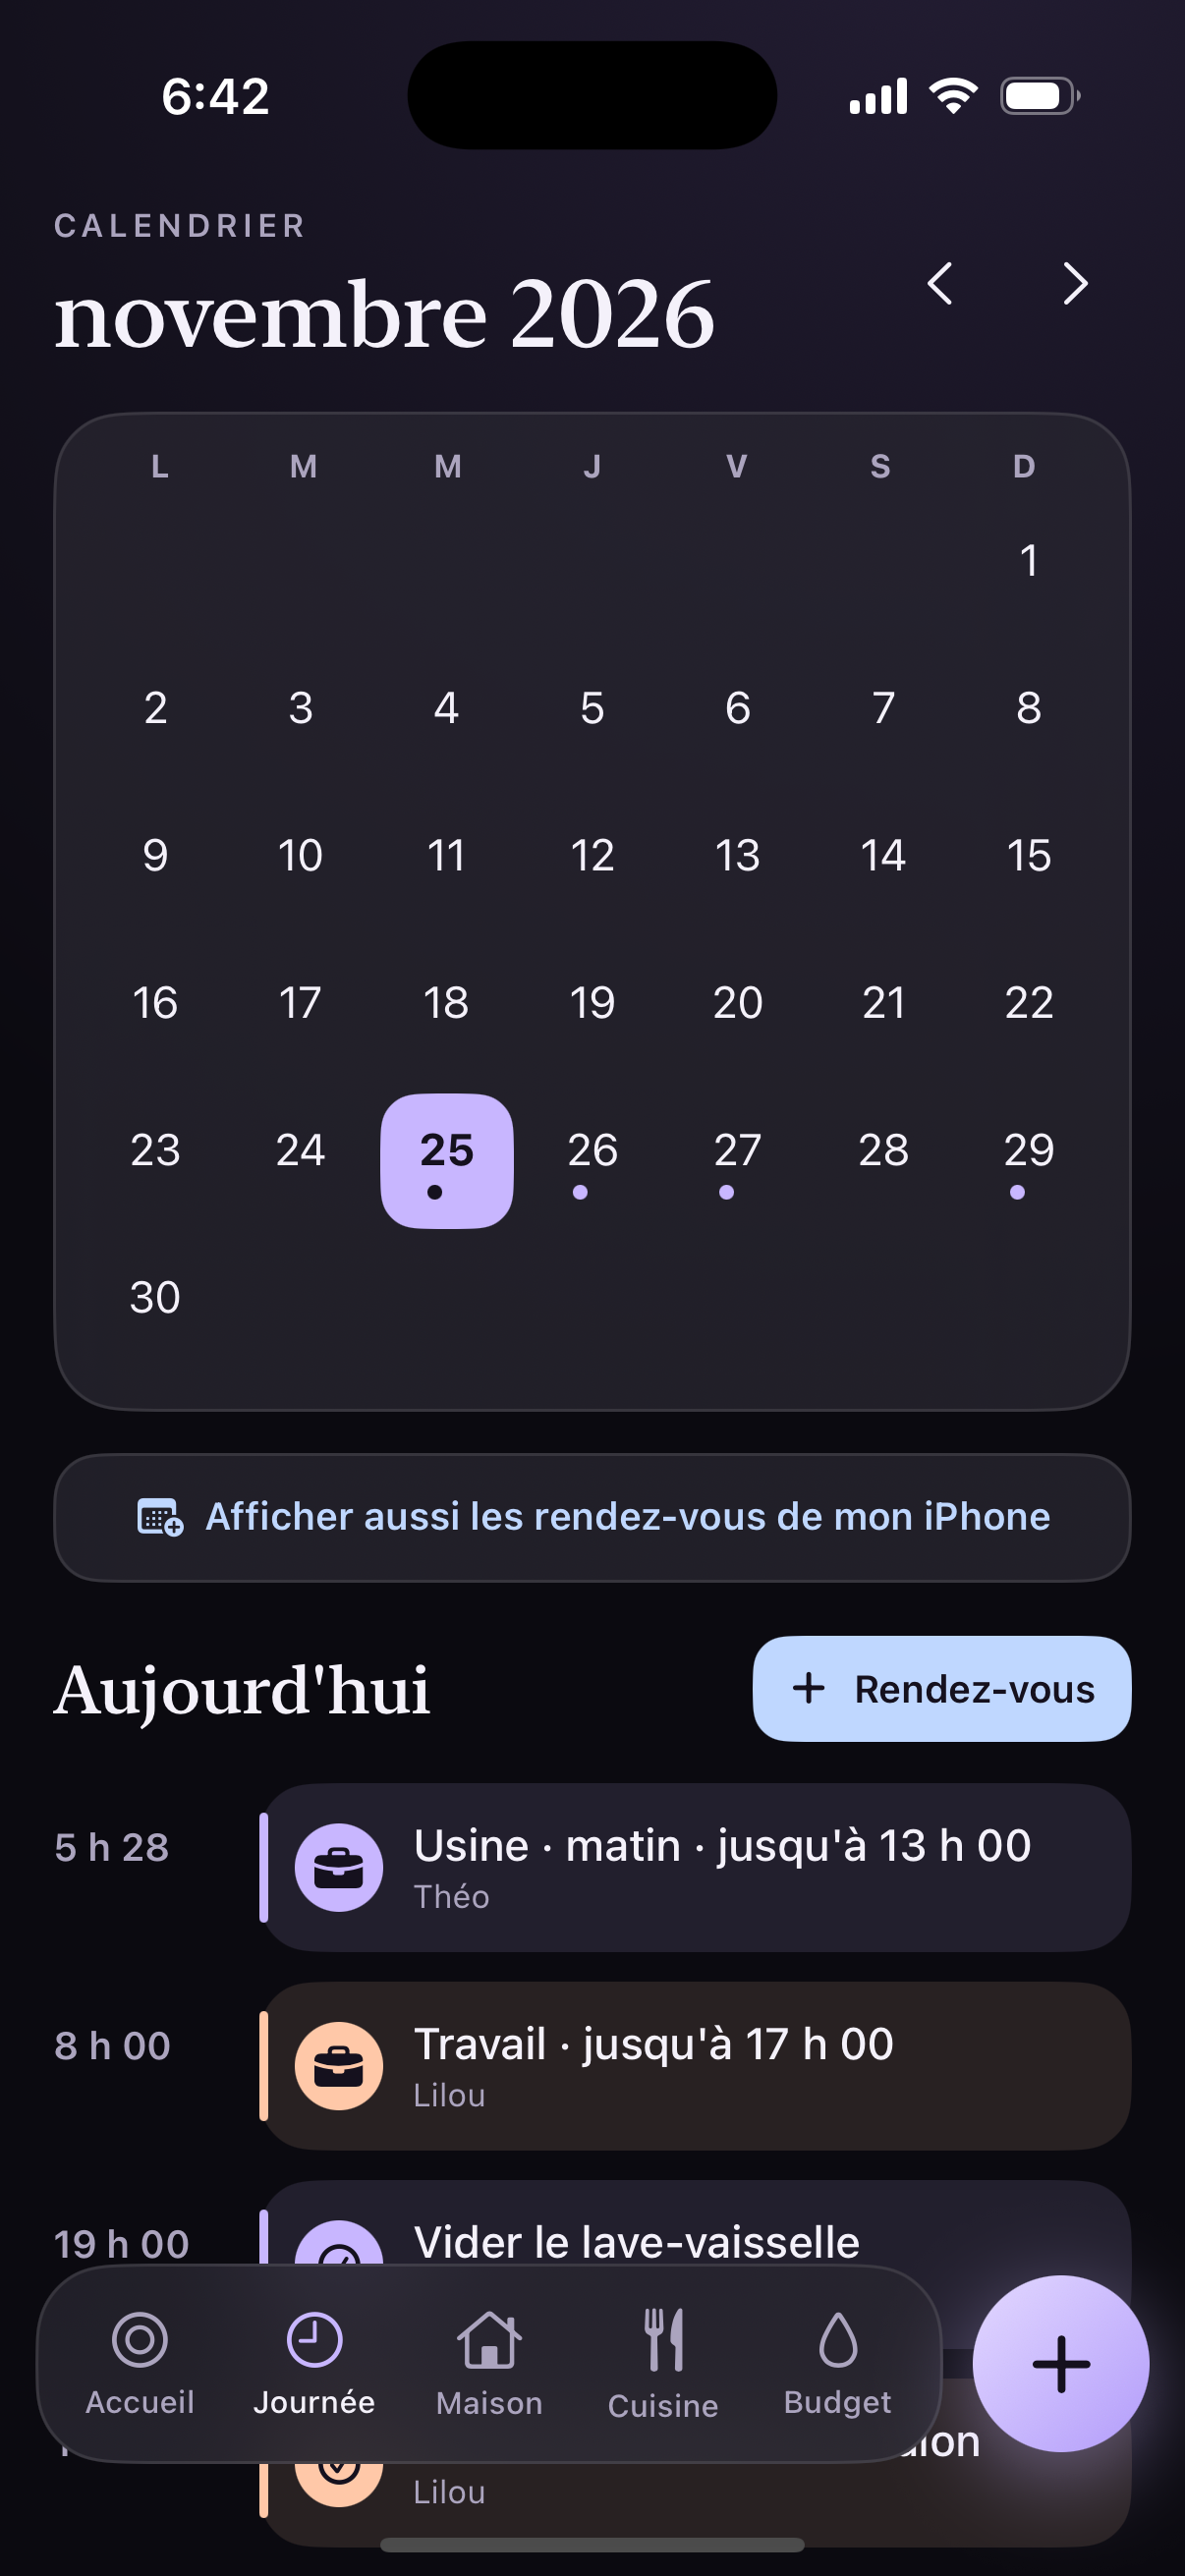 6:42
CALENDRIER
novembre 2026
L M M J V S D
1
2 3 4 5 6 7 8
9 10 11 12 13 14 15
16 17 18 19 20 21 22
23 24 25 26 27 28 29
30
Afficher aussi les rendez-vous de mon iPhone
Aujourd'hui
+ Rendez-vous
5 h 28
Usine · matin · jusqu'à 13 h 00
Théo
8 h 00
Travail · jusqu'à 17 h 00
Lilou
19 h 00
Vider le lave-vaisselle
Accueil Journée Maison Cuisine Budget
Lilou